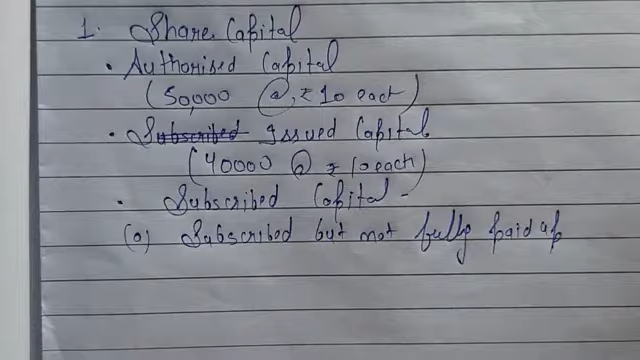 1. Share Capital
• Authorised Capital
(50,000 @ ₹10 each)
• Subscribed Issued Capital
(40000 @ ₹10 each)
• Subscribed Capital -
(a) Subscribed but not fully paid up